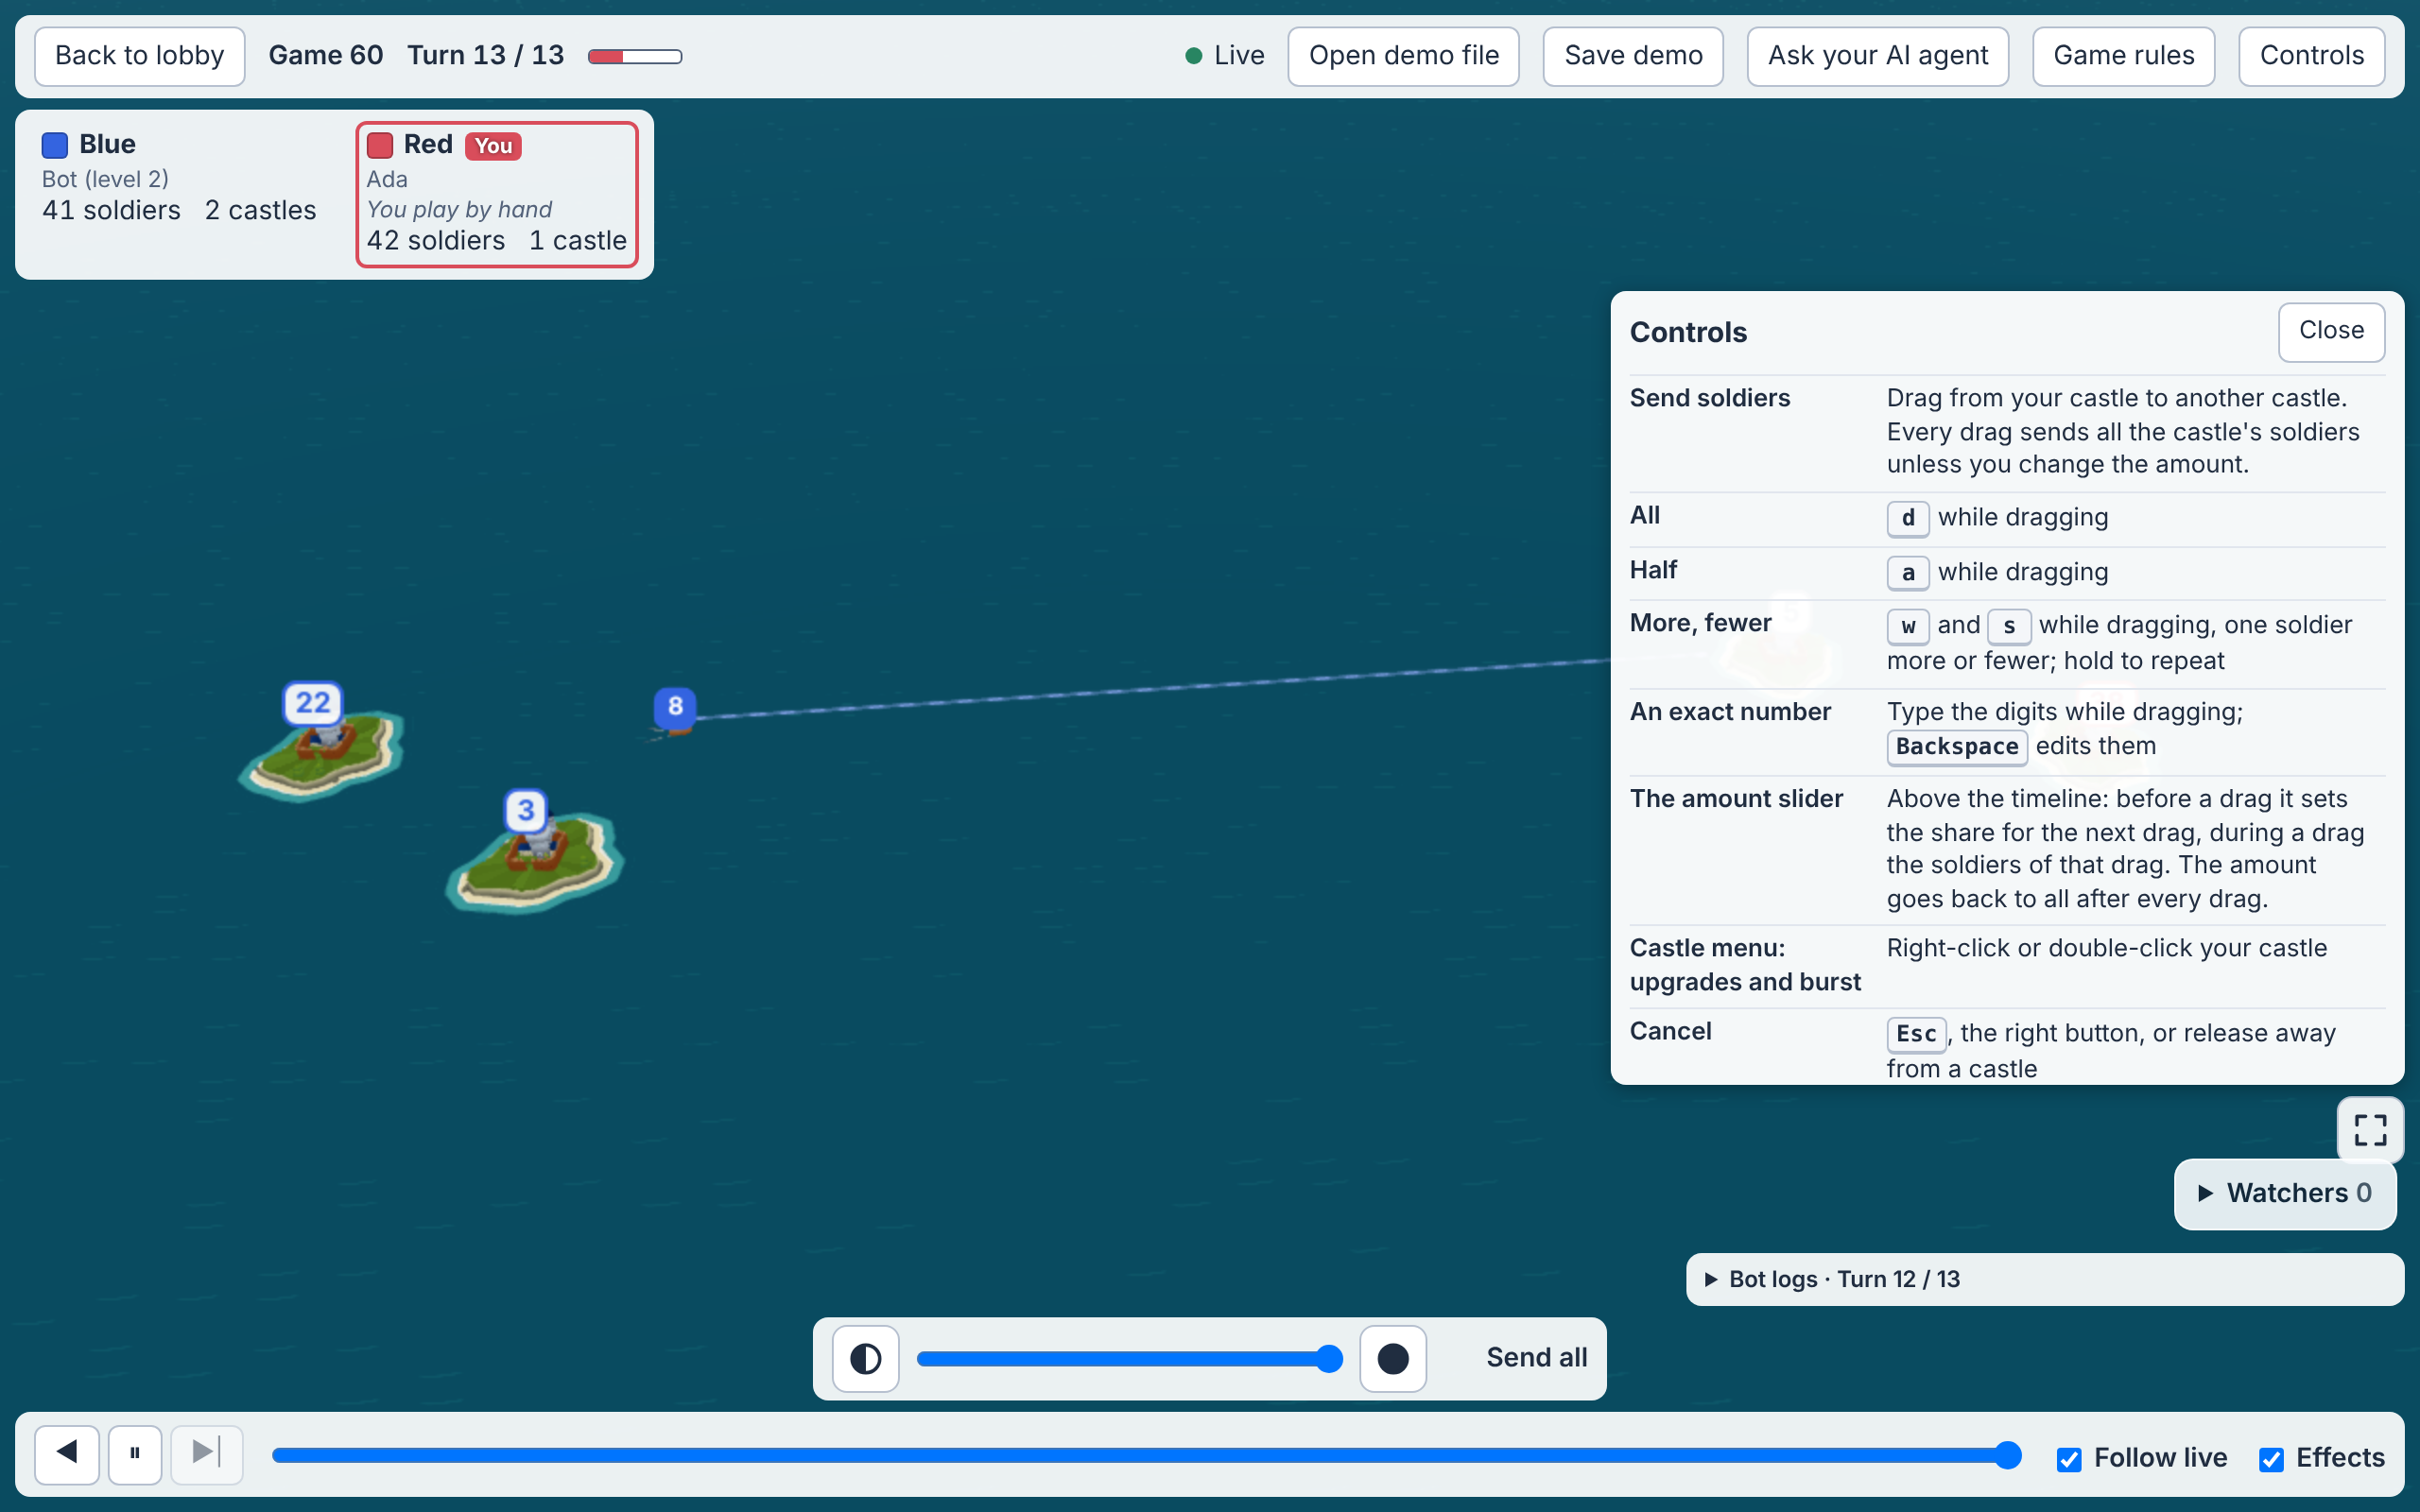 Back to lobby Game 60 Turn 13 / 13 Live Open demo file Save demo Ask your AI agent Game rules Controls
Blue
Bot (level 2)
41 soldiers 2 castles
Red You
Ada
You play by hand
42 soldiers 1 castle
Controls Close
Send soldiers Drag from your castle to another castle.
Every drag sends all the castle's soldiers
unless you change the amount.
All d while dragging
Half a while dragging
More, fewer w and s while dragging, one soldier
more or fewer; hold to repeat
An exact number Type the digits while dragging;
Backspace edits them
The amount slider Above the timeline: before a drag it sets
the share for the next drag, during a drag
the soldiers of that drag. The amount
goes back to all after every drag.
Castle menu: Right-click or double-click your castle
upgrades and burst
Cancel Esc, the right button, or release away
from a castle
22
8
3
Watchers 0
Bot logs · Turn 12 / 13
Send all
Follow live Effects